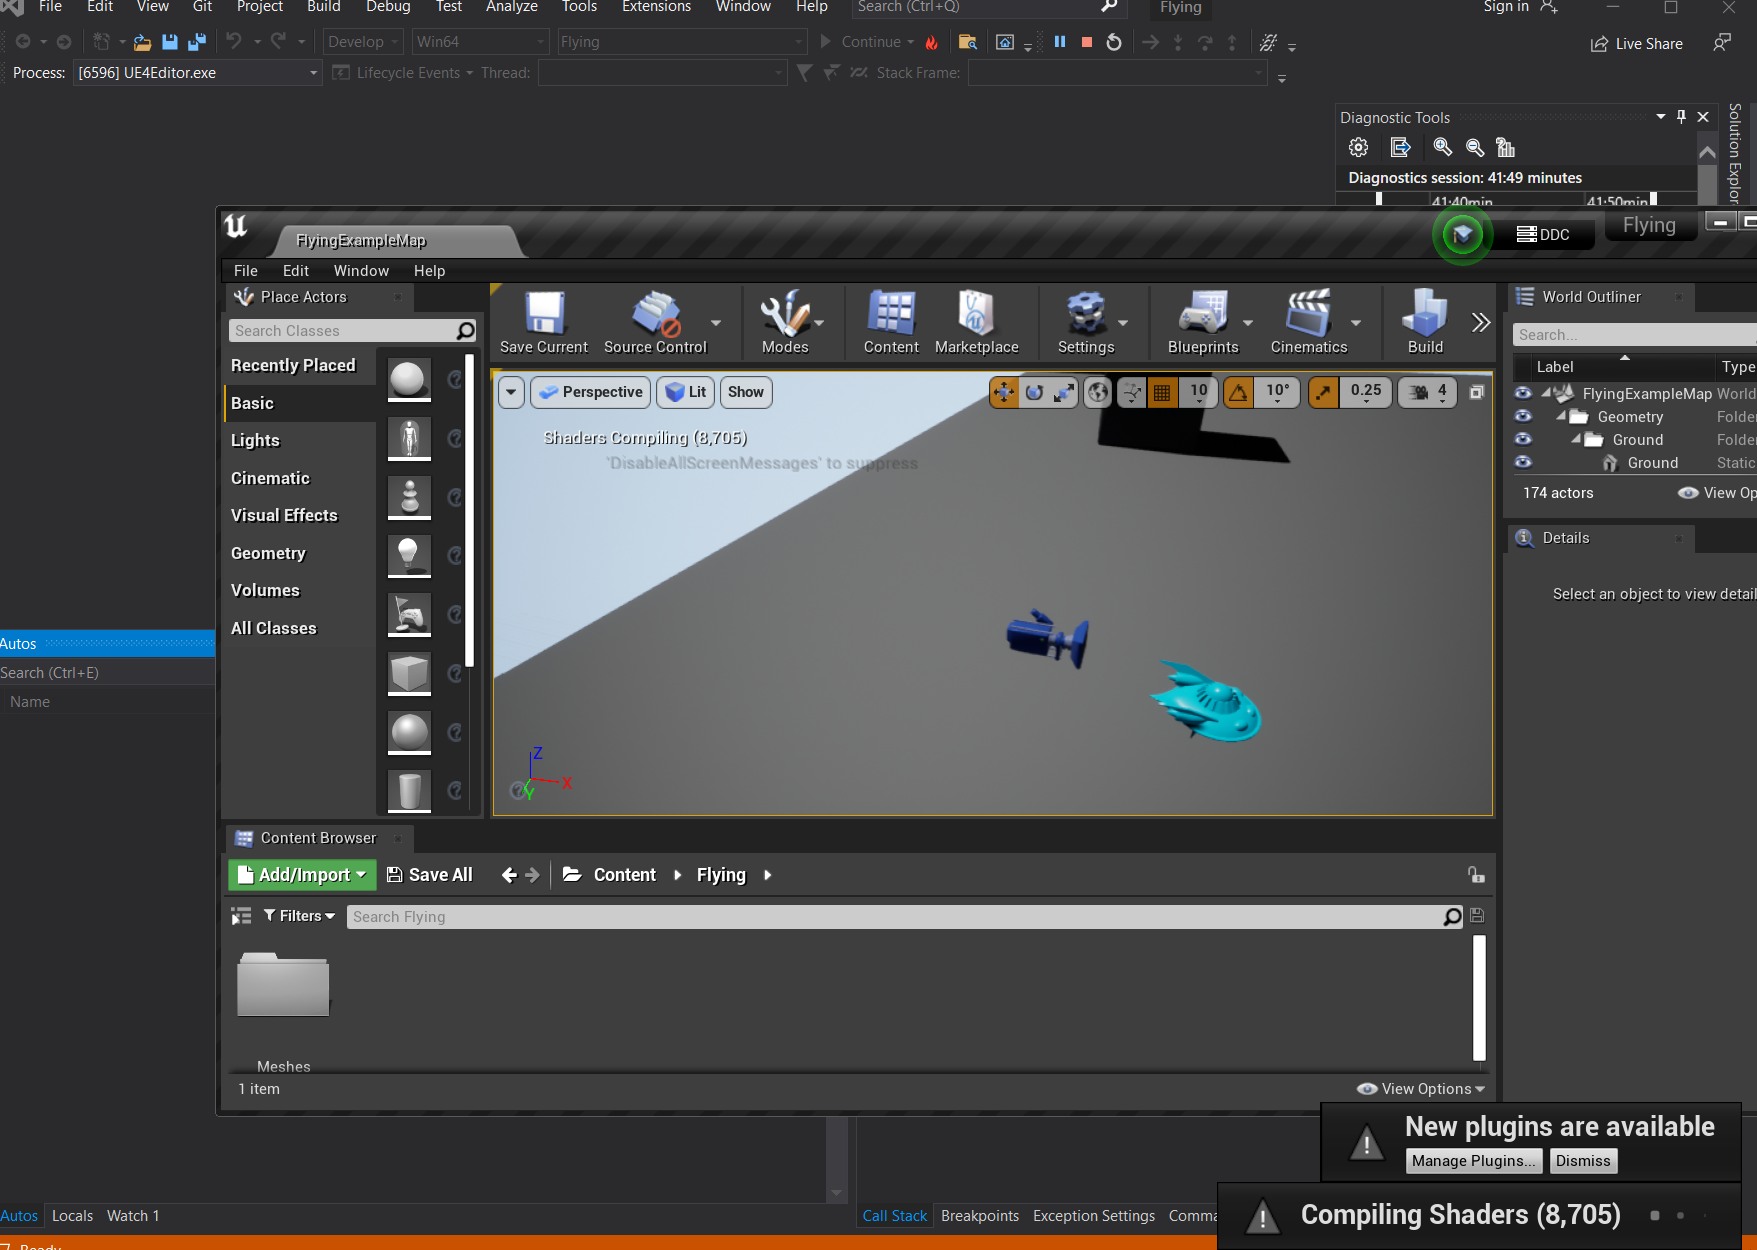 File Edit View Git Project Build Debug Test Analyze Tools Extensions Window Help Search (Ctrl+Q) Flying Sign in
Develop Win64 Flying Continue Live Share
Process: [6596] UE4Editor.exe Lifecycle Events Thread: Stack Frame:
Diagnostic Tools
Solution Explor
Diagnostics session: 41:49 minutes
41:40min 41:50min
FlyingExampleMap DDC Flying
File Edit Window Help
Place Actors
Search Classes
Recently Placed
Basic
Lights
Cinematic
Visual Effects
Geometry
Volumes
All Classes
Save Current Source Control Modes Content Marketplace Settings Blueprints Cinematics Build
Perspective Lit Show 10 10° 0.25 4
Shaders Compiling (8,705)
'DisableAllScreenMessages' to suppress
Z
X
Y
World Outliner
Search...
Label Type
FlyingExampleMap World
Geometry Folde
Ground Folde
Ground Static
174 actors View Op
Details
Select an object to view detai
Autos
Search (Ctrl+E)
Name
Content Browser
Add/Import Save All Content Flying
Filters Search Flying
Meshes
1 item View Options
New plugins are available
Manage Plugins... Dismiss
Compiling Shaders (8,705)
Autos Locals Watch 1 Call Stack Breakpoints Exception Settings Comma
Ready